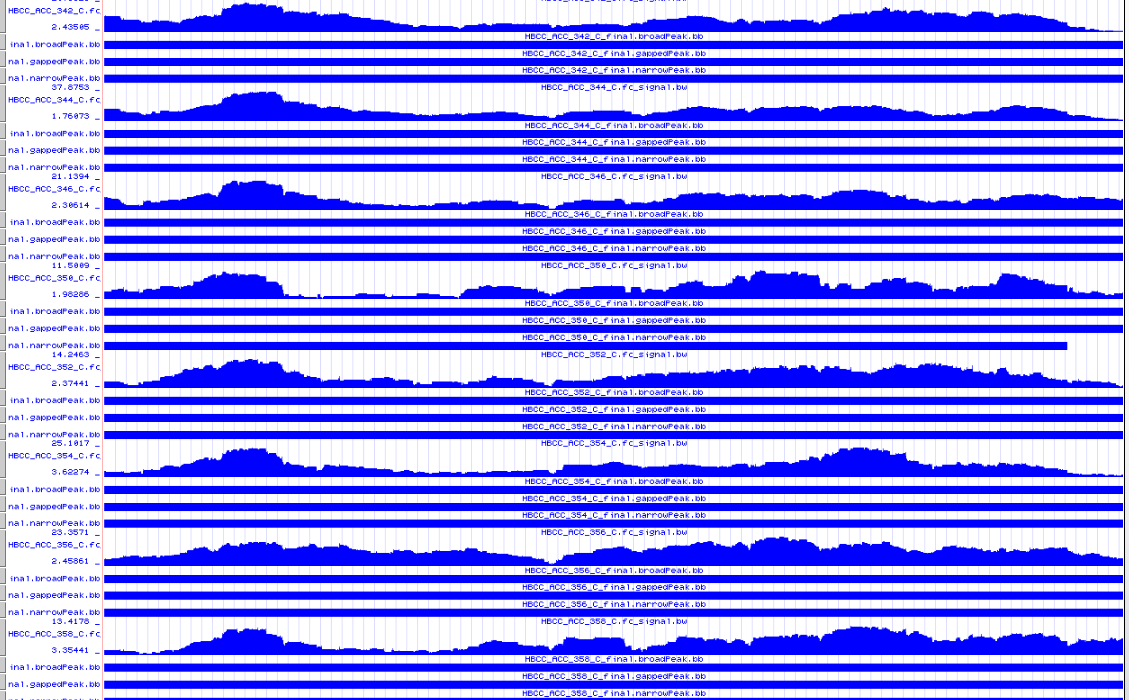 HBCC_ACC_342_C.fc
2.43505 _
HBCC_ACC_342_C_final.broadPeak.bb
inal.broadPeak.bb
HBCC_ACC_342_C_final.gappedPeak.bb
nal.gappedPeak.bb
HBCC_ACC_342_C_final.narrowPeak.bb
nal.narrowPeak.bb
37.8753 _ HBCC_ACC_344_C.fc_signal.bw
HBCC_ACC_344_C.fc
1.76073 _
HBCC_ACC_344_C_final.broadPeak.bb
inal.broadPeak.bb
HBCC_ACC_344_C_final.gappedPeak.bb
nal.gappedPeak.bb
HBCC_ACC_344_C_final.narrowPeak.bb
nal.narrowPeak.bb
21.1394 _ HBCC_ACC_346_C.fc_signal.bw
HBCC_ACC_346_C.fc
2.30614 _
HBCC_ACC_346_C_final.broadPeak.bb
inal.broadPeak.bb
HBCC_ACC_346_C_final.gappedPeak.bb
nal.gappedPeak.bb
HBCC_ACC_346_C_final.narrowPeak.bb
nal.narrowPeak.bb
11.5009 _ HBCC_ACC_350_C.fc_signal.bw
HBCC_ACC_350_C.fc
1.98286 _
HBCC_ACC_350_C_final.broadPeak.bb
inal.broadPeak.bb
HBCC_ACC_350_C_final.gappedPeak.bb
nal.gappedPeak.bb
HBCC_ACC_350_C_final.narrowPeak.bb
nal.narrowPeak.bb
14.2463 _ HBCC_ACC_352_C.fc_signal.bw
HBCC_ACC_352_C.fc
2.37441 _
HBCC_ACC_352_C_final.broadPeak.bb
inal.broadPeak.bb
HBCC_ACC_352_C_final.gappedPeak.bb
nal.gappedPeak.bb
HBCC_ACC_352_C_final.narrowPeak.bb
nal.narrowPeak.bb
25.1017 _ HBCC_ACC_354_C.fc_signal.bw
HBCC_ACC_354_C.fc
3.62274 _
HBCC_ACC_354_C_final.broadPeak.bb
inal.broadPeak.bb
HBCC_ACC_354_C_final.gappedPeak.bb
nal.gappedPeak.bb
HBCC_ACC_354_C_final.narrowPeak.bb
nal.narrowPeak.bb
23.3571 _ HBCC_ACC_356_C.fc_signal.bw
HBCC_ACC_356_C.fc
2.45861 _
HBCC_ACC_356_C_final.broadPeak.bb
inal.broadPeak.bb
HBCC_ACC_356_C_final.gappedPeak.bb
nal.gappedPeak.bb
HBCC_ACC_356_C_final.narrowPeak.bb
nal.narrowPeak.bb
13.4178 _ HBCC_ACC_358_C.fc_signal.bw
HBCC_ACC_358_C.fc
3.35441 _
HBCC_ACC_358_C_final.broadPeak.bb
inal.broadPeak.bb
HBCC_ACC_358_C_final.gappedPeak.bb
nal.gappedPeak.bb
HBCC_ACC_358_C_final.narrowPeak.bb